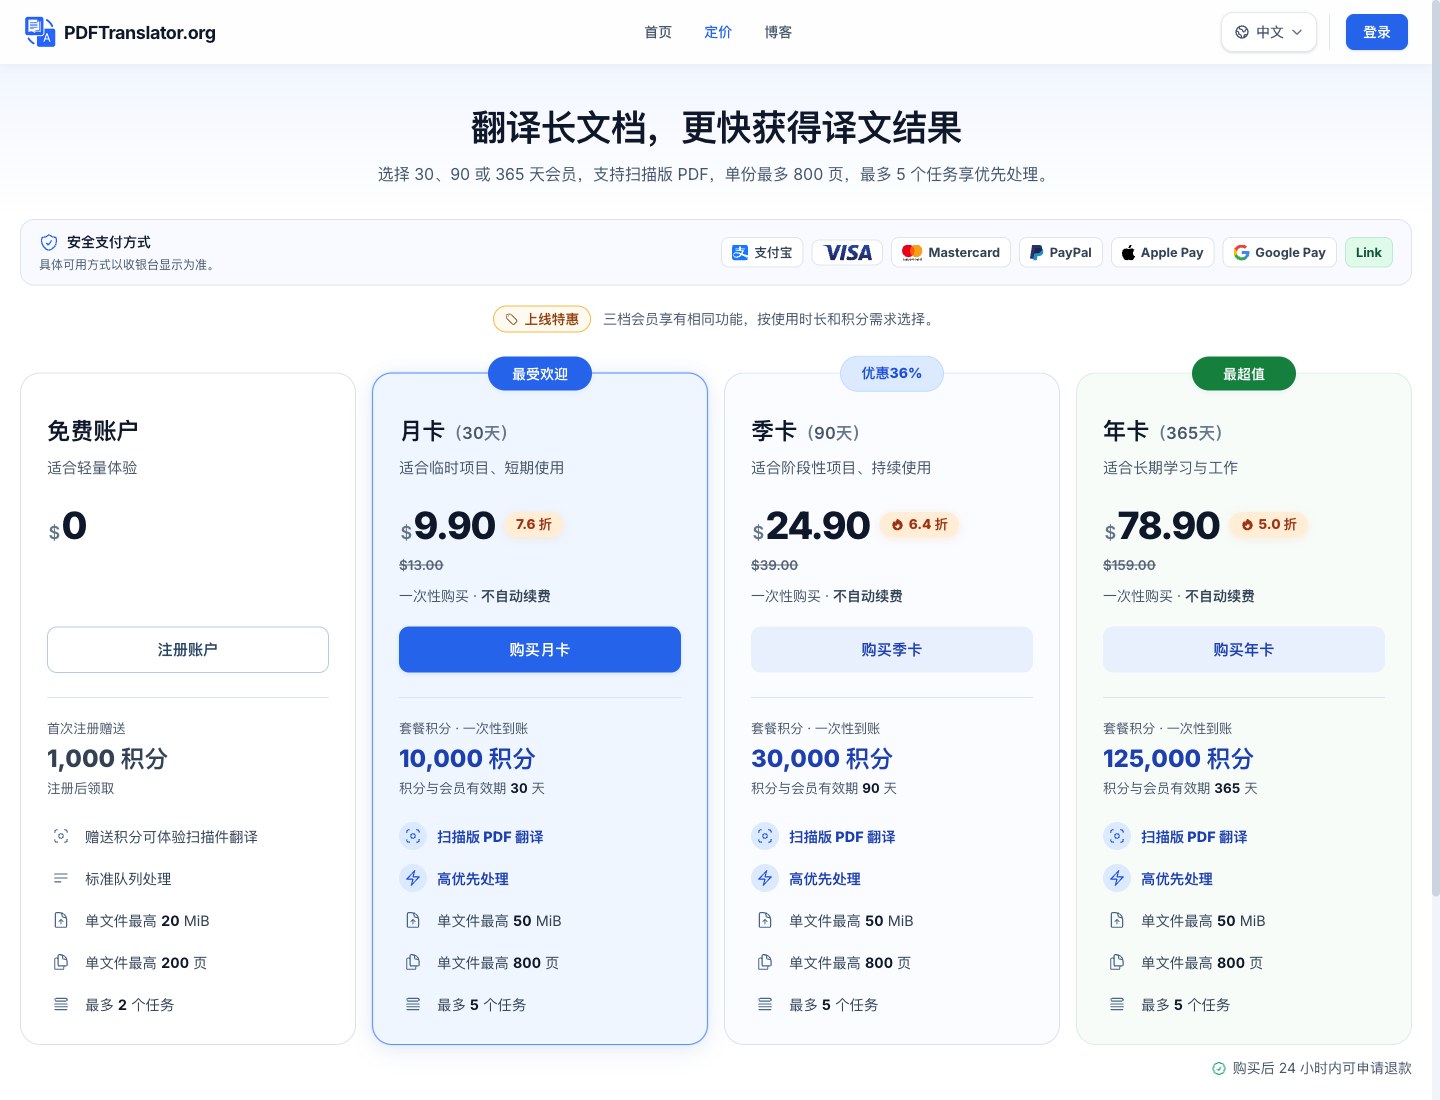 PDFTranslator.org
首页
定价
博客
中文
登录
翻译长文档，更快获得译文结果
选择 30、90 或 365 天会员，支持扫描版 PDF，单份最多 800 页，最多 5 个任务享优先处理。
安全支付方式
具体可用方式以收银台显示为准。
支付宝
VISA
Mastercard
PayPal
Apple Pay
Google Pay
Link
上线特惠
三档会员享有相同功能，按使用时长和积分需求选择。
免费账户
适合轻量体验
$0
注册账户
首次注册赠送
1,000 积分
注册后领取
赠送积分可体验扫描件翻译
标准队列处理
单文件最高 20 MiB
单文件最高 200 页
最多 2 个任务
最受欢迎
月卡（30天）
适合临时项目、短期使用
$9.90
7.6 折
$13.00
一次性购买 · 不自动续费
购买月卡
套餐积分 · 一次性到账
10,000 积分
积分与会员有效期 30 天
扫描版 PDF 翻译
高优先处理
单文件最高 50 MiB
单文件最高 800 页
最多 5 个任务
优惠36%
季卡（90天）
适合阶段性项目、持续使用
$24.90
6.4 折
$39.00
一次性购买 · 不自动续费
购买季卡
套餐积分 · 一次性到账
30,000 积分
积分与会员有效期 90 天
扫描版 PDF 翻译
高优先处理
单文件最高 50 MiB
单文件最高 800 页
最多 5 个任务
最超值
年卡（365天）
适合长期学习与工作
$78.90
5.0 折
$159.00
一次性购买 · 不自动续费
购买年卡
套餐积分 · 一次性到账
125,000 积分
积分与会员有效期 365 天
扫描版 PDF 翻译
高优先处理
单文件最高 50 MiB
单文件最高 800 页
最多 5 个任务
购买后 24 小时内可申请退款